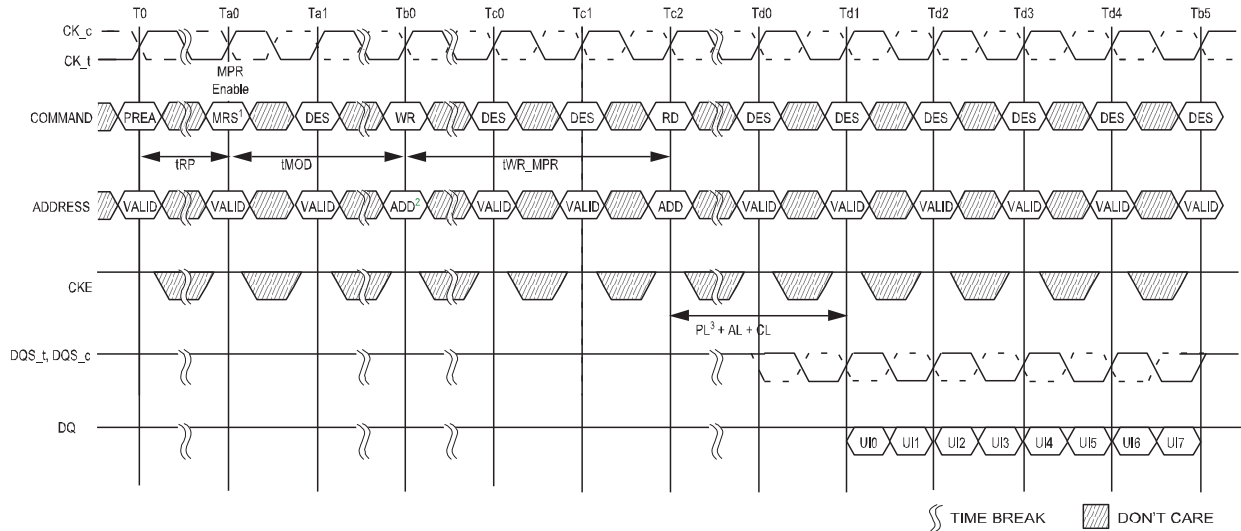 T0 Ta0 Ta1 Tb0 Tc0 Tc1 Tc2 Td0 Td1 Td2 Td3 Td4 Tb5
CK_c
CK_t
MPR
Enable
COMMAND PREA MRS¹ DES WR DES DES RD DES DES DES DES DES DES
tRP tMOD tWR_MPR
ADDRESS VALID VALID VALID ADD² VALID VALID ADD VALID VALID VALID VALID VALID VALID
CKE
PL³ + AL + CL
DQS_t, DQS_c
DQ
UI0 UI1 UI2 UI3 UI4 UI5 UI6 UI7
TIME BREAK DON'T CARE